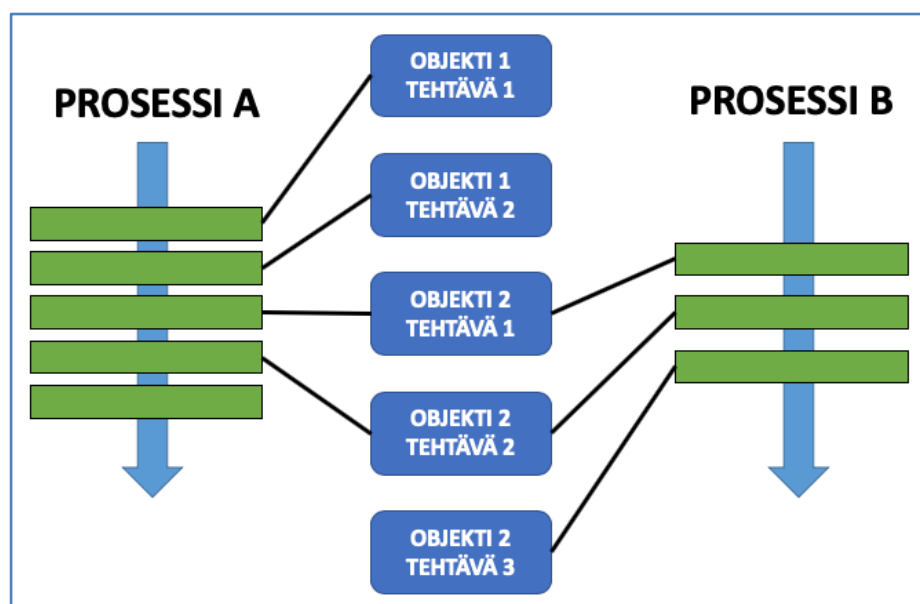 PROSESSI A
OBJEKTI 1
TEHTÄVÄ 1
OBJEKTI 1
TEHTÄVÄ 2
OBJEKTI 2
TEHTÄVÄ 1
OBJEKTI 2
TEHTÄVÄ 2
OBJEKTI 2
TEHTÄVÄ 3
PROSESSI B